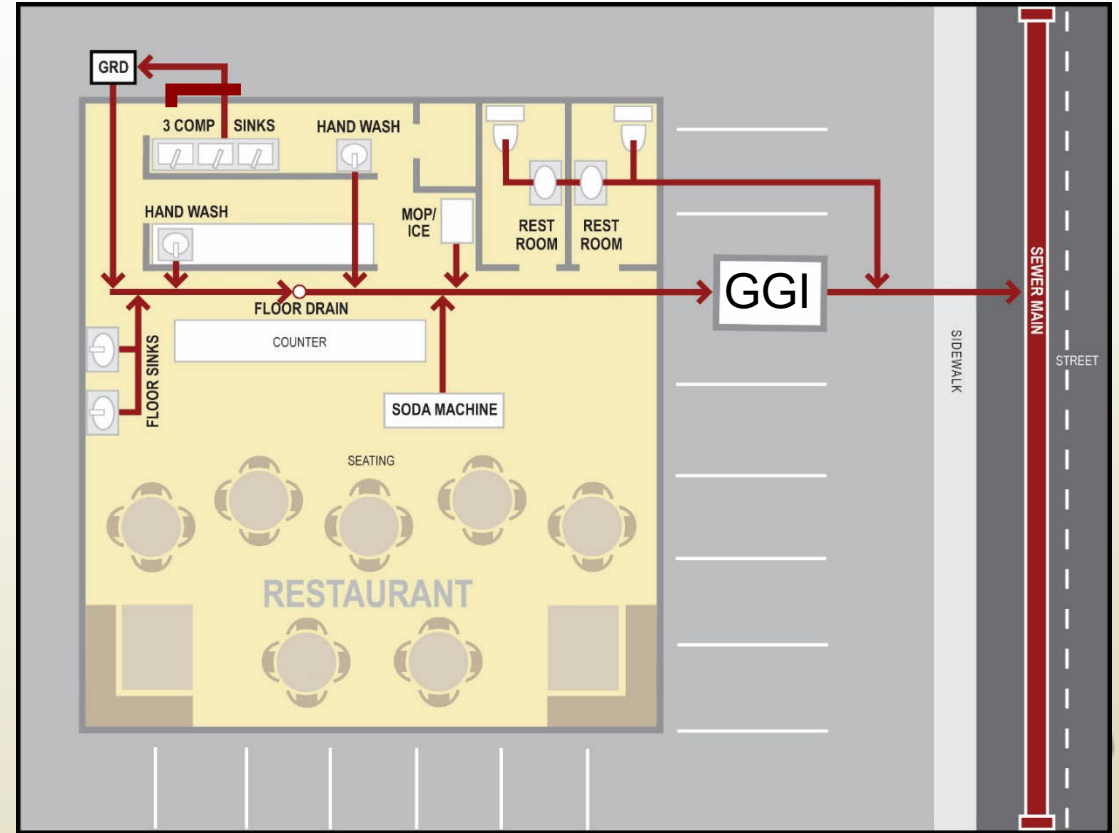 GRD
3 COMP SINKS
HAND WASH
HAND WASH
MOP/
ICE
REST
ROOM
REST
ROOM
GGI
FLOOR DRAIN
COUNTER
FLOOR SINKS
SODA MACHINE
SEATING
RESTAURANT
SIDEWALK
SEWER MAIN
STREET